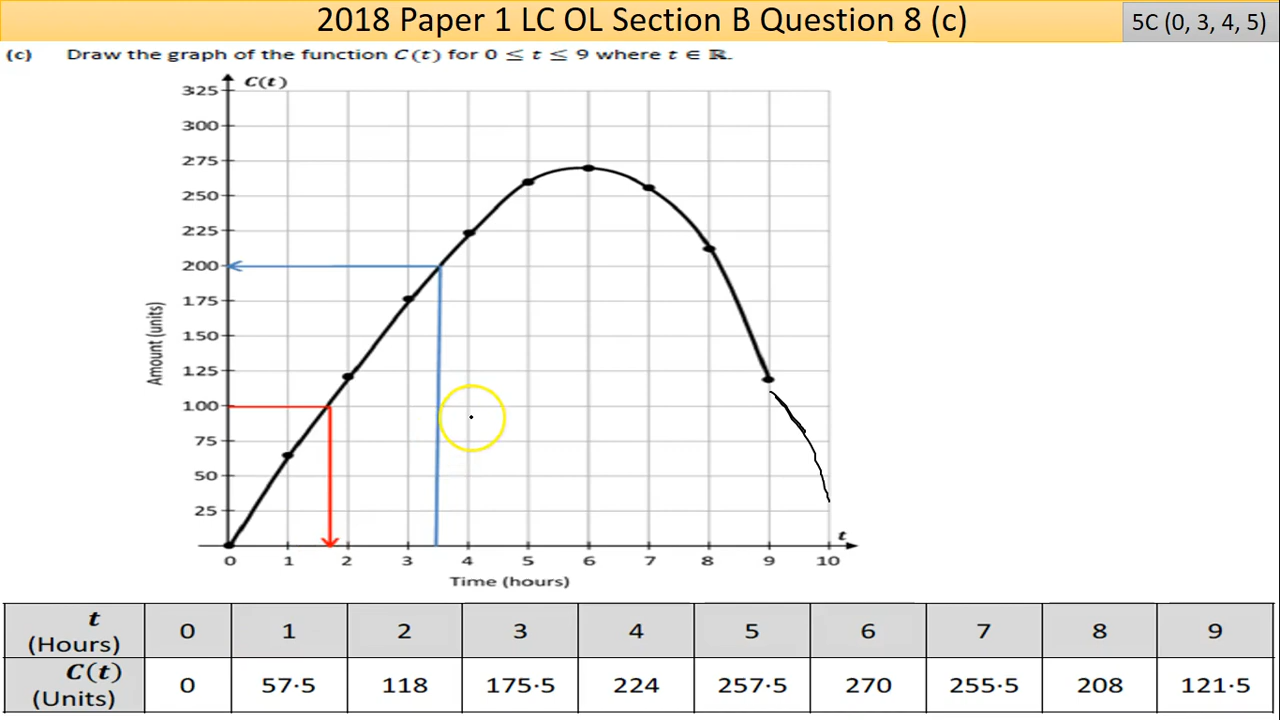 2018 Paper 1 LC OL Section B Question 8 (c)
5C (0, 3, 4, 5)
(c) Draw the graph of the function C(t) for 0 ≤ t ≤ 9 where t ∈ ℝ.
C(t)
325
300
275
250
225
200
175
150
125
100
75
50
25
Amount (units)
t
0 1 2 3 4 5 6 7 8 9 10
Time (hours)
t (Hours) 0 1 2 3 4 5 6 7 8 9
C(t) (Units) 0 57·5 118 175·5 224 257·5 270 255·5 208 121·5